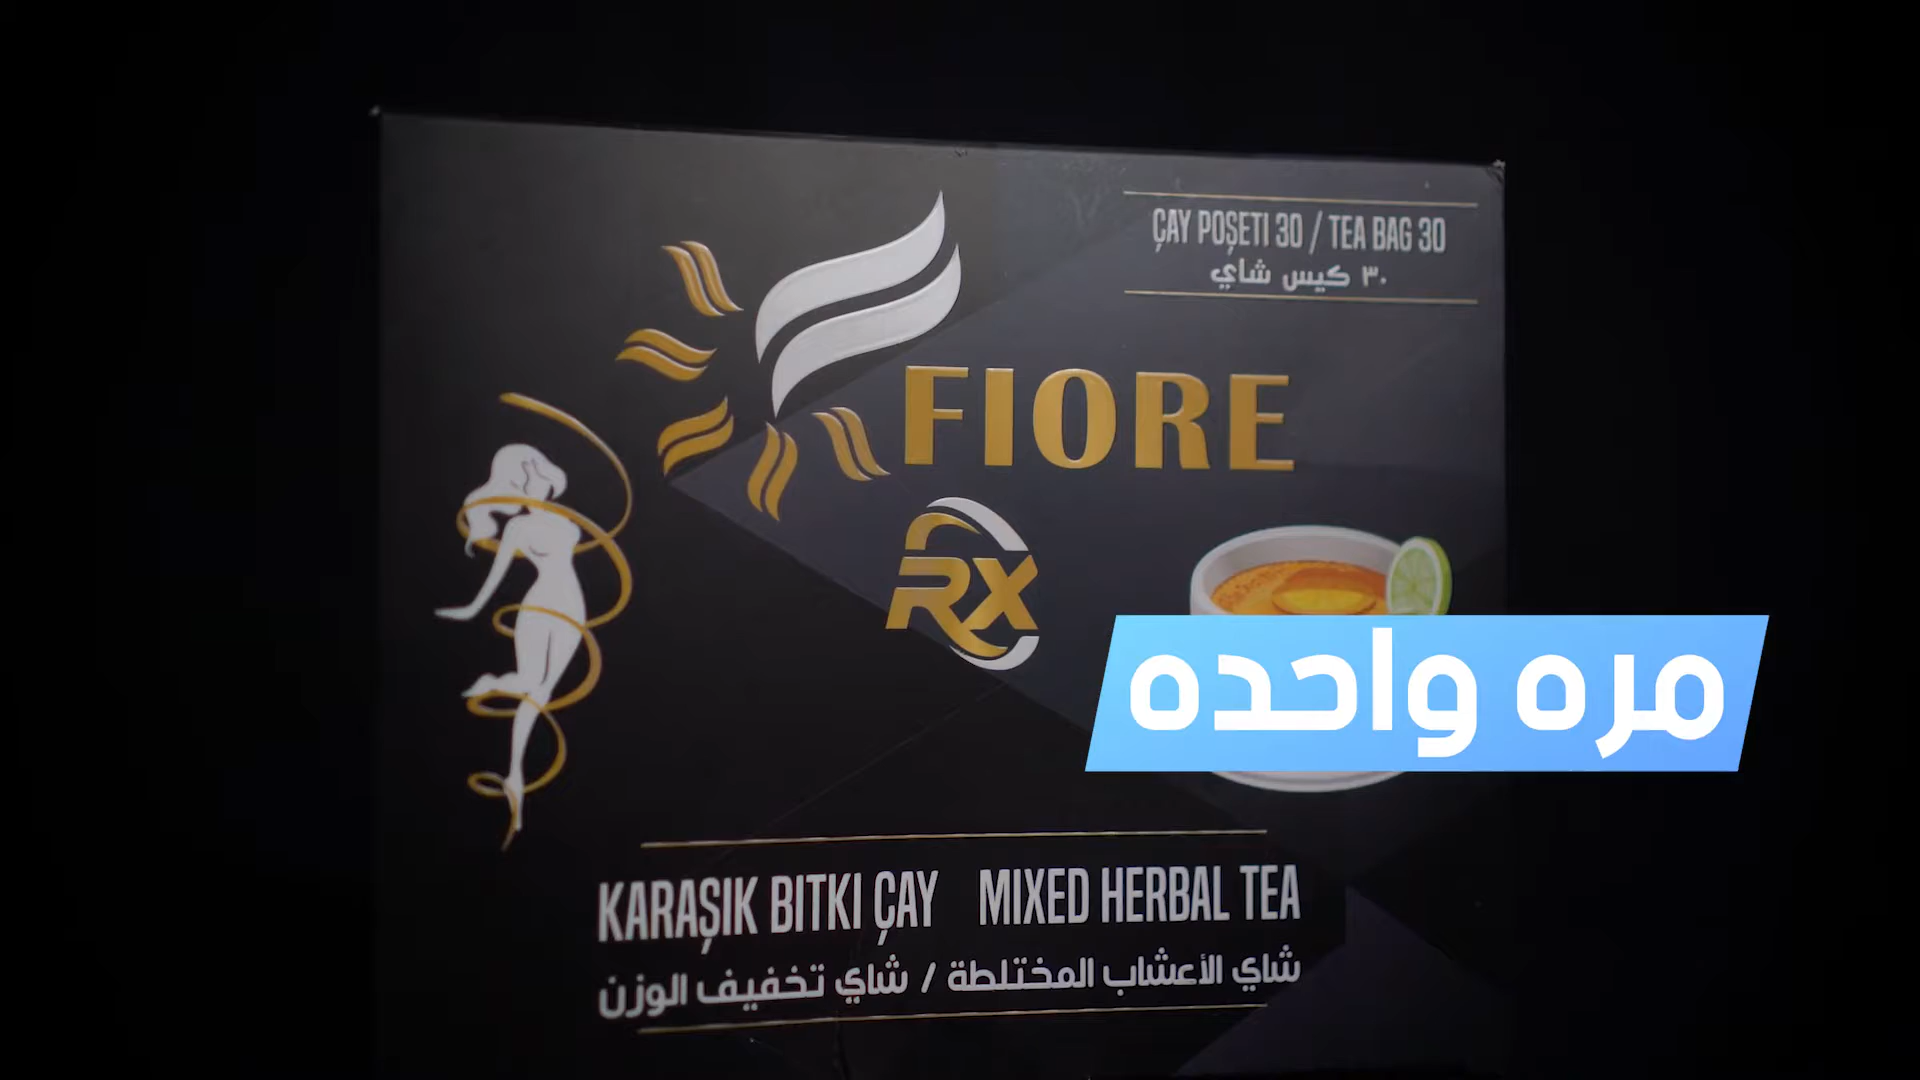 ÇAY POŞETI 30 / TEA BAG 30
٣٠ كيس شاي
FIORE
RX
مره واحده
KARAŞIK BITKI ÇAY MIXED HERBAL TEA
شاي الأعشاب المختلطة / شاي تخفيف الوزن